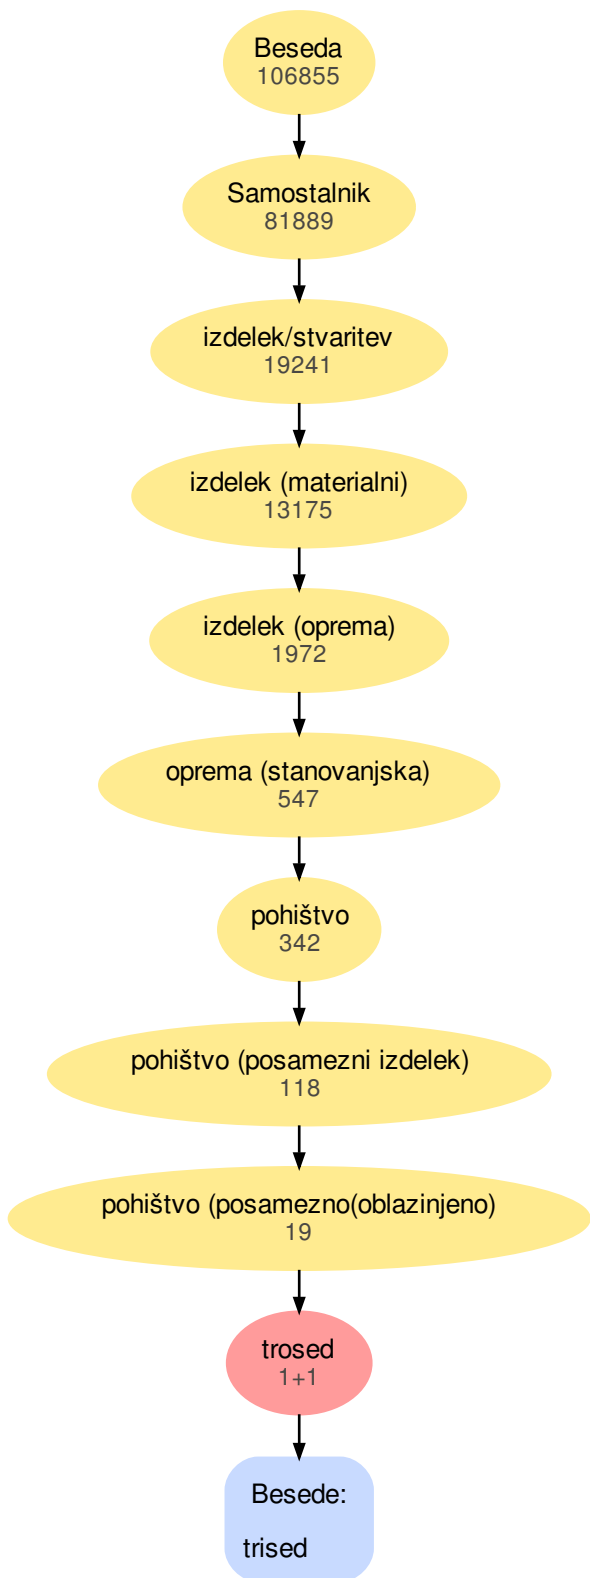 Beseda
106855
Samostalnik
81889
izdelek/stvaritev
19241
izdelek (materialni)
13175
izdelek (oprema)
1972
oprema (stanovanjska)
547
pohištvo
342
pohištvo (posamezni izdelek)
118
pohištvo (posamezno(oblazinjeno)
19
trosed
1+1
Besede:
trised